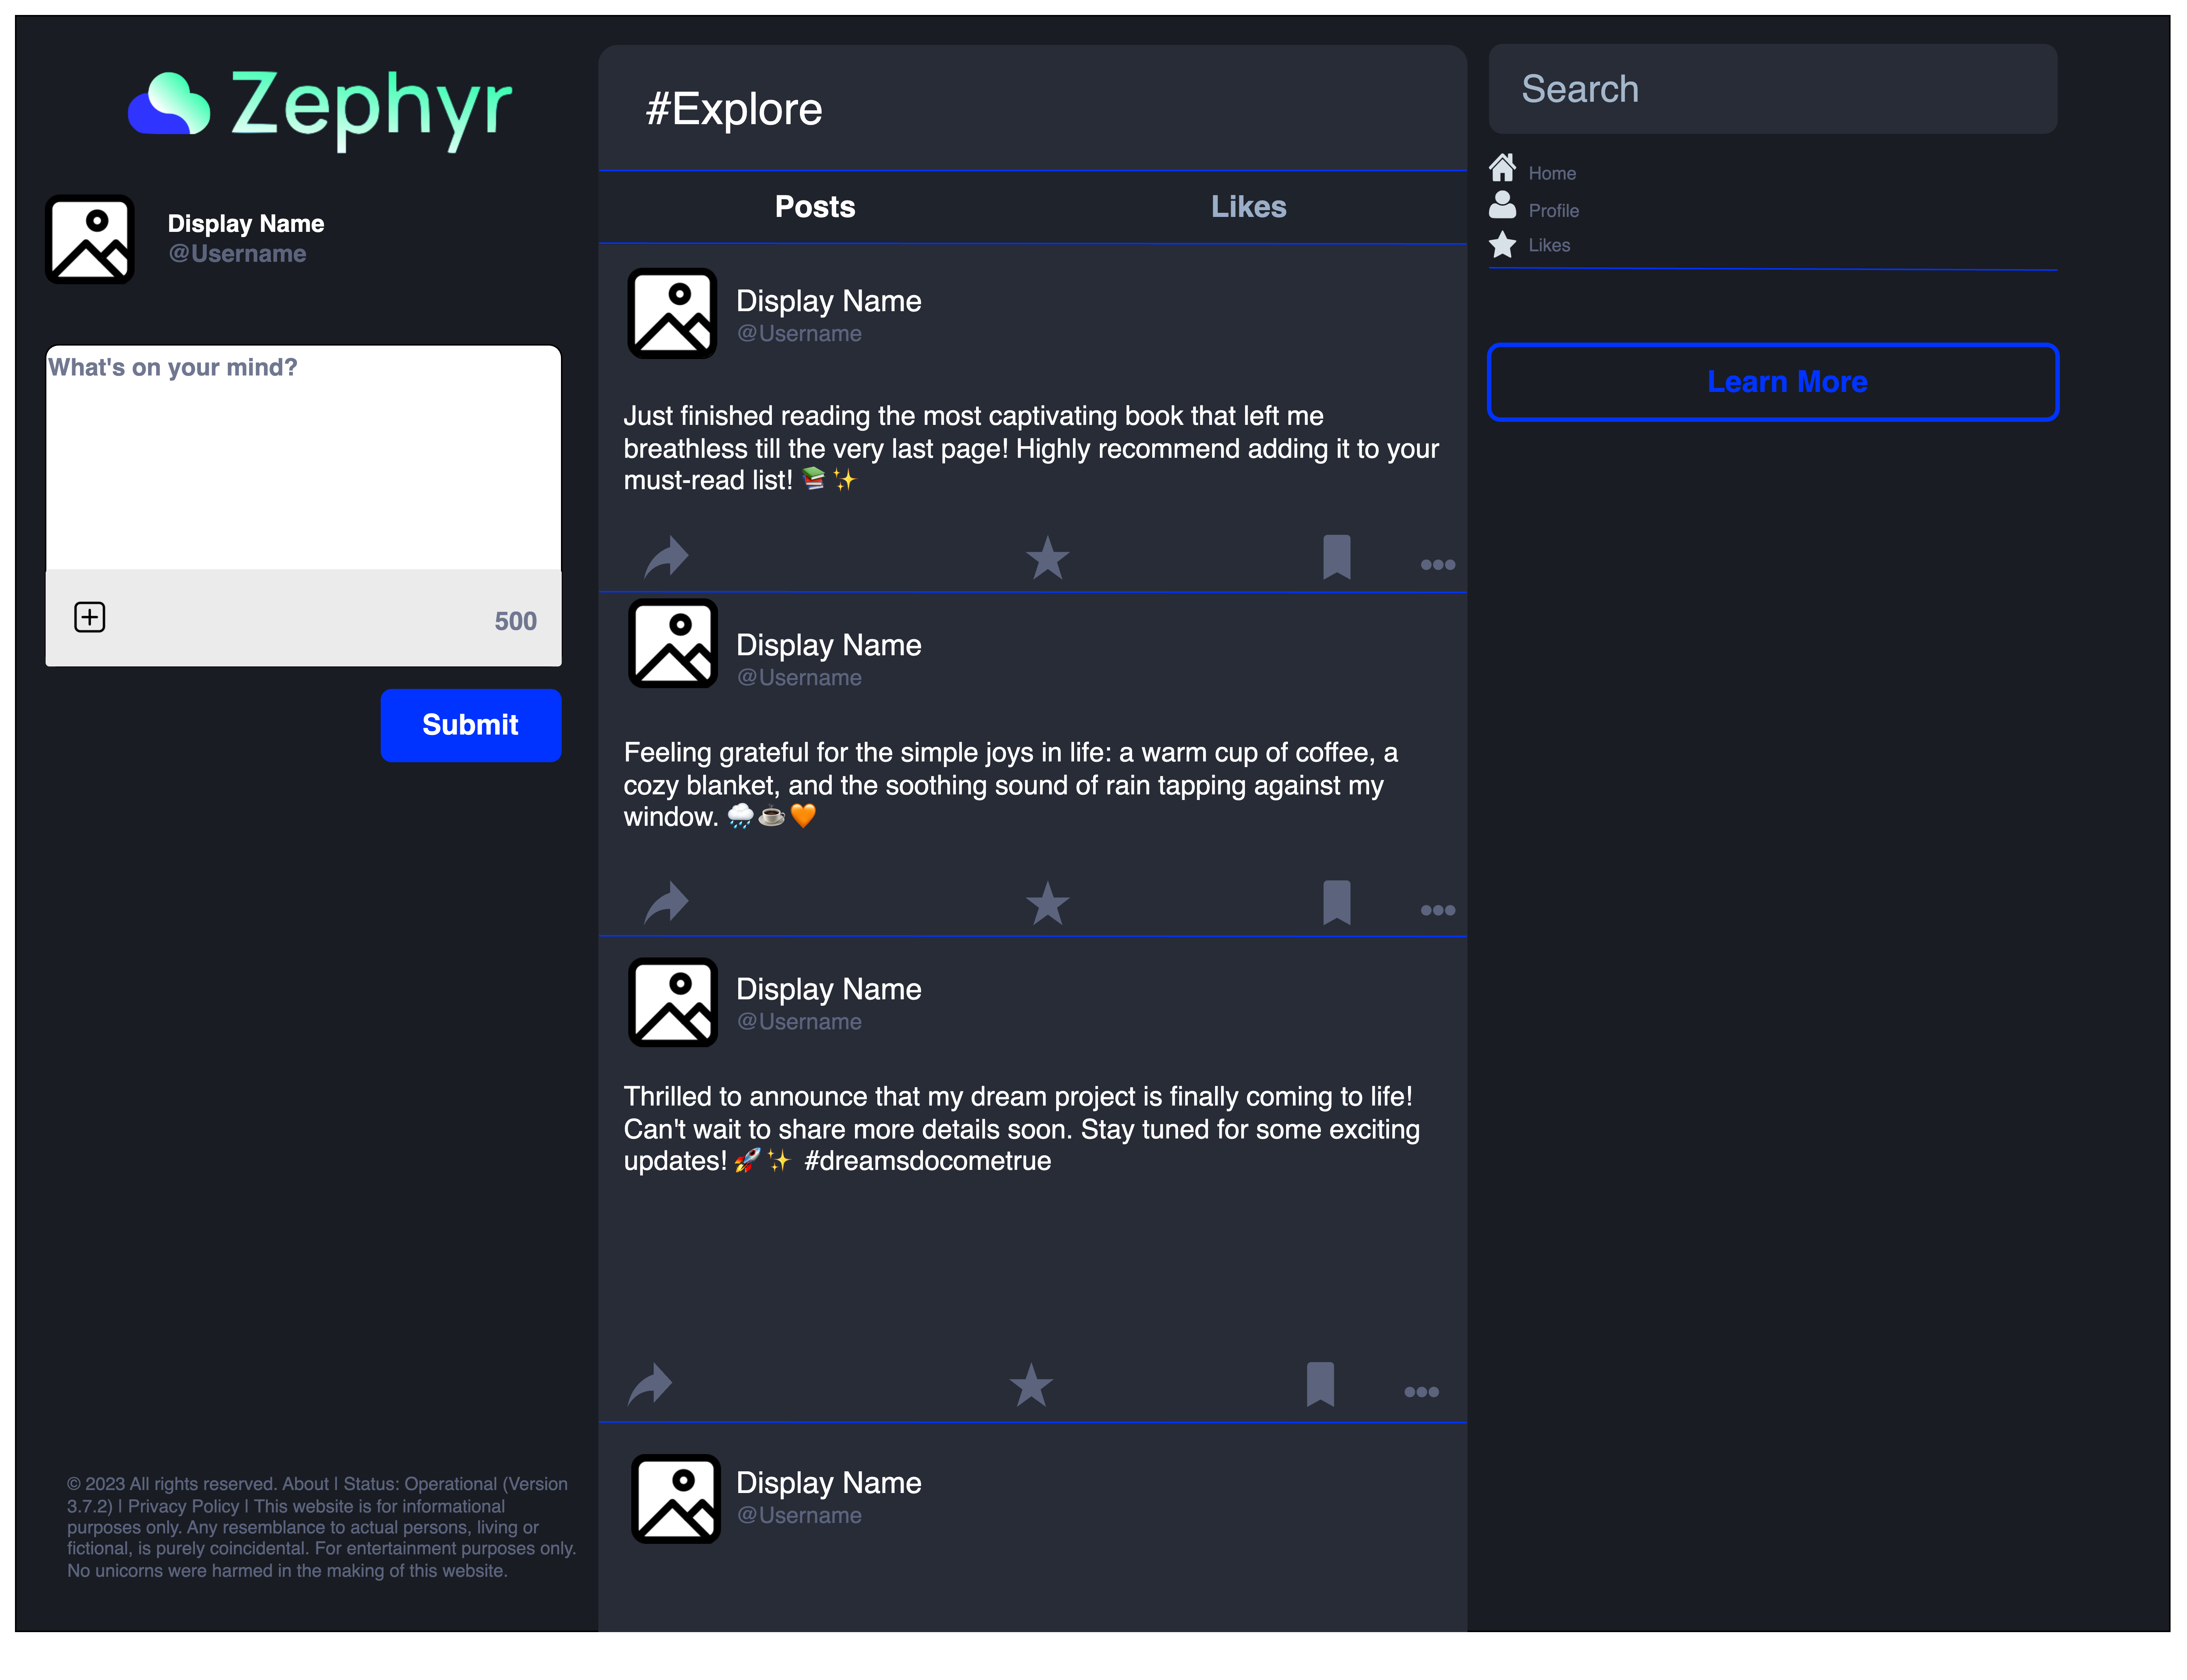 Zephyr
Display Name
@Username
What's on your mind?
500
Submit
© 2023 All rights reserved. About | Status: Operational (Version
3.7.2) | Privacy Policy | This website is for informational
purposes only. Any resemblance to actual persons, living or
fictional, is purely coincidental. For entertainment purposes only.
No unicorns were harmed in the making of this website.
#Explore
Posts
Likes
Display Name
@Username
Just finished reading the most captivating book that left me
breathless till the very last page! Highly recommend adding it to your
must-read list! 📚✨
Display Name
@Username
Feeling grateful for the simple joys in life: a warm cup of coffee, a
cozy blanket, and the soothing sound of rain tapping against my
window. 🌧️☕🧡
Display Name
@Username
Thrilled to announce that my dream project is finally coming to life!
Can't wait to share more details soon. Stay tuned for some exciting
updates! 🚀✨ #dreamsdocometrue
Display Name
@Username
Search
Home
Profile
Likes
Learn More